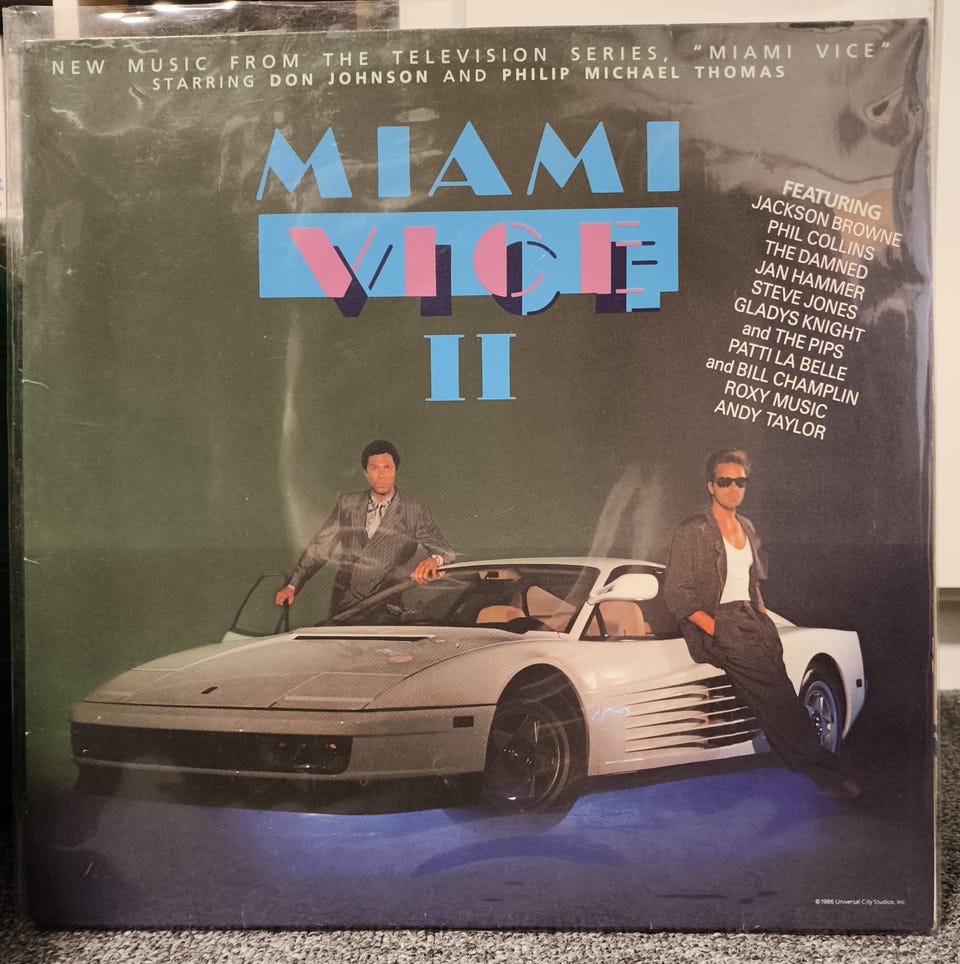 NEW MUSIC FROM THE TELEVISION SERIES, "MIAMI VICE"
STARRING DON JOHNSON AND PHILIP MICHAEL THOMAS
MIAMI
VICE
II
FEATURING
JACKSON BROWNE
PHIL COLLINS
THE DAMNED
JAN HAMMER
STEVE JONES
GLADYS KNIGHT
and THE PIPS
PATTI LA BELLE
and BILL CHAMPLIN
ROXY MUSIC
ANDY TAYLOR
©1986 Universal City Studios, Inc.